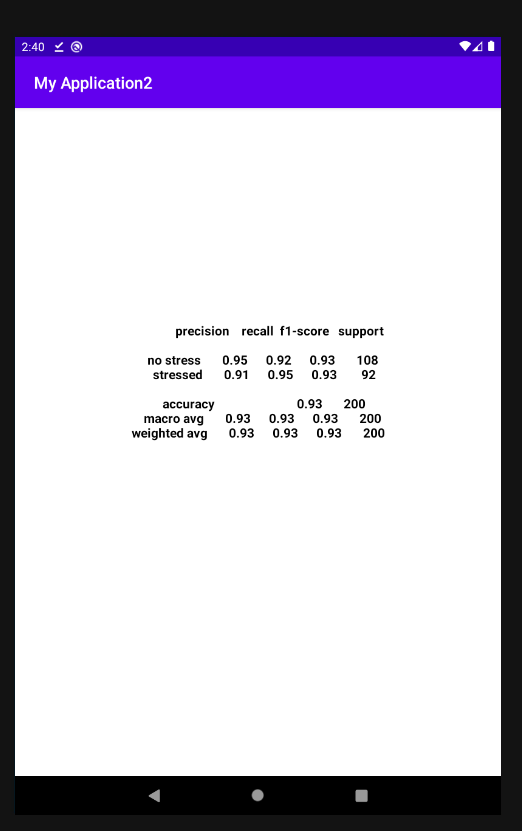 2:40
My Application2
precision recall f1-score support
no stress 0.95 0.92 0.93 108
stressed 0.91 0.95 0.93 92
accuracy 0.93 200
macro avg 0.93 0.93 0.93 200
weighted avg 0.93 0.93 0.93 200